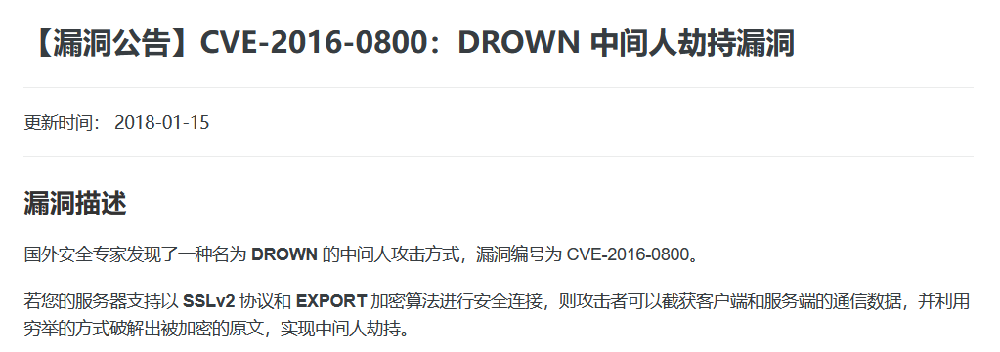 【漏洞公告】CVE-2016-0800：DROWN 中间人劫持漏洞
更新时间： 2018-01-15
漏洞描述
国外安全专家发现了一种名为 DROWN 的中间人攻击方式，漏洞编号为 CVE-2016-0800。
若您的服务器支持以 SSLv2 协议和 EXPORT 加密算法进行安全连接，则攻击者可以截获客户端和服务端的通信数据，并利用
穷举的方式破解出被加密的原文，实现中间人劫持。